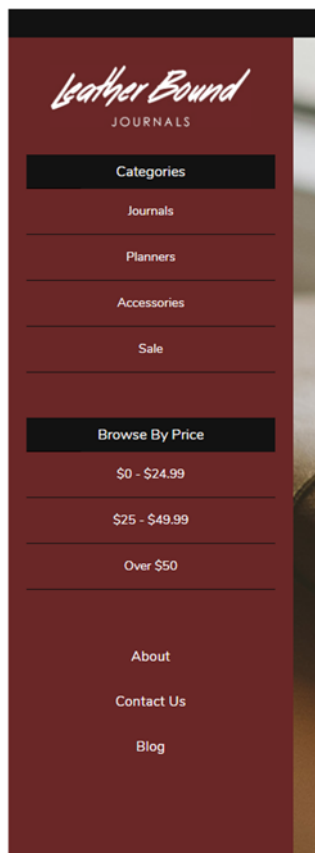 Leather Bound
JOURNALS
Categories
Journals
Planners
Accessories
Sale
Browse By Price
$0 - $24.99
$25 - $49.99
Over $50
About
Contact Us
Blog